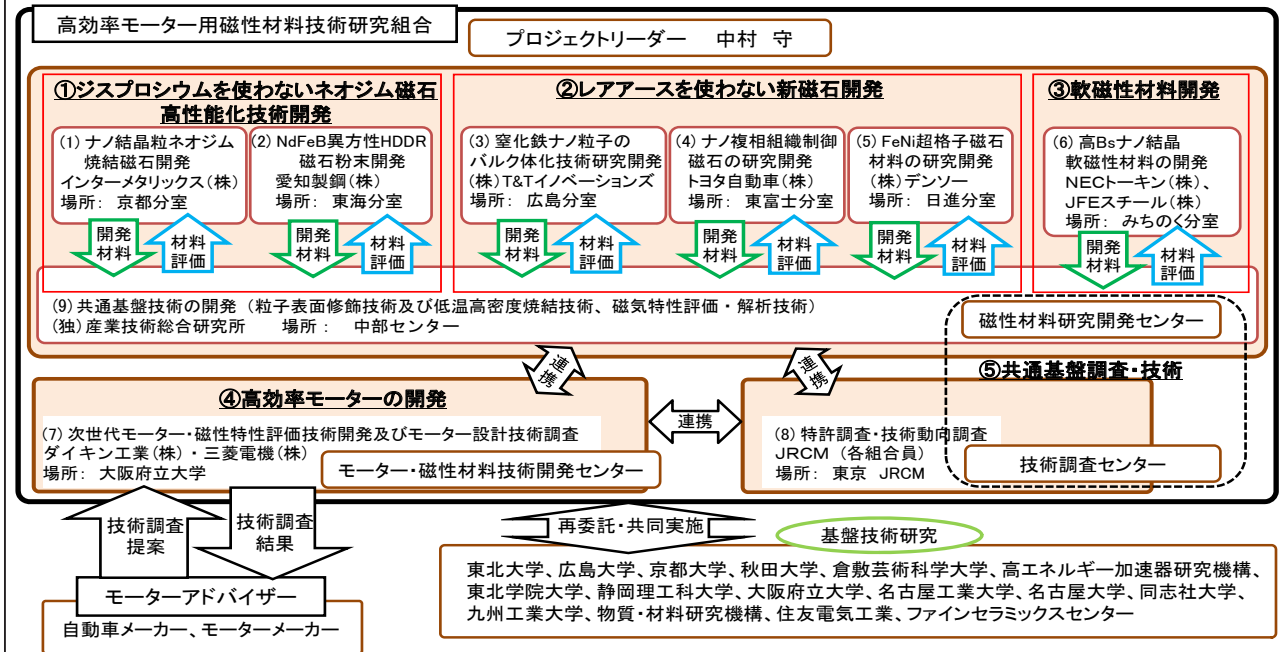 高効率モーター用磁性材料技術研究組合
プロジェクトリーダー　中村　守
①ジスプロシウムを使わないネオジム磁石
高性能化技術開発
(1) ナノ結晶粒ネオジム
焼結磁石開発
インターメタリックス(株)
場所： 京都分室
(2) NdFeB異方性HDDR
磁石粉末開発
愛知製鋼(株)
場所： 東海分室
②レアアースを使わない新磁石開発
(3) 窒化鉄ナノ粒子の
バルク体化技術研究開発
(株)T&Tイノベーションズ
場所： 広島分室
(4) ナノ複相組織制御
磁石の研究開発
トヨタ自動車(株)
場所： 東富士分室
(5) FeNi超格子磁石
材料の研究開発
(株)デンソー
場所： 日進分室
③軟磁性材料開発
(6) 高Bsナノ結晶
軟磁性材料の開発
NECトーキン(株)、
JFEスチール(株)
場所： みちのく分室
開発
材料
材料
評価
開発
材料
材料
評価
開発
材料
材料
評価
開発
材料
材料
評価
開発
材料
材料
評価
開発
材料
材料
評価
(9) 共通基盤技術の開発 (粒子表面修飾技術及び低温高密度焼結技術、磁気特性評価・解析技術)
(独)産業技術総合研究所　　場所： 中部センター
磁性材料研究開発センター
連携
連携
⑤共通基盤調査・技術
④高効率モーターの開発
(7) 次世代モーター・磁性特性評価技術開発及びモーター設計技術調査
ダイキン工業(株)・三菱電機(株)
場所： 大阪府立大学
モーター・磁性材料技術開発センター
連携
(8) 特許調査・技術動向調査
JRCM (各組合員)
場所： 東京 JRCM
技術調査センター
技術調査
提案
技術調査
結果
再委託・共同実施
基盤技術研究
モーターアドバイザー
自動車メーカー、モーターメーカー
東北大学、広島大学、京都大学、秋田大学、倉敷芸術科学大学、高エネルギー加速器研究機構、
東北学院大学、静岡理工科大学、大阪府立大学、名古屋工業大学、名古屋大学、同志社大学、
九州工業大学、物質・材料研究機構、住友電気工業、ファインセラミックスセンター